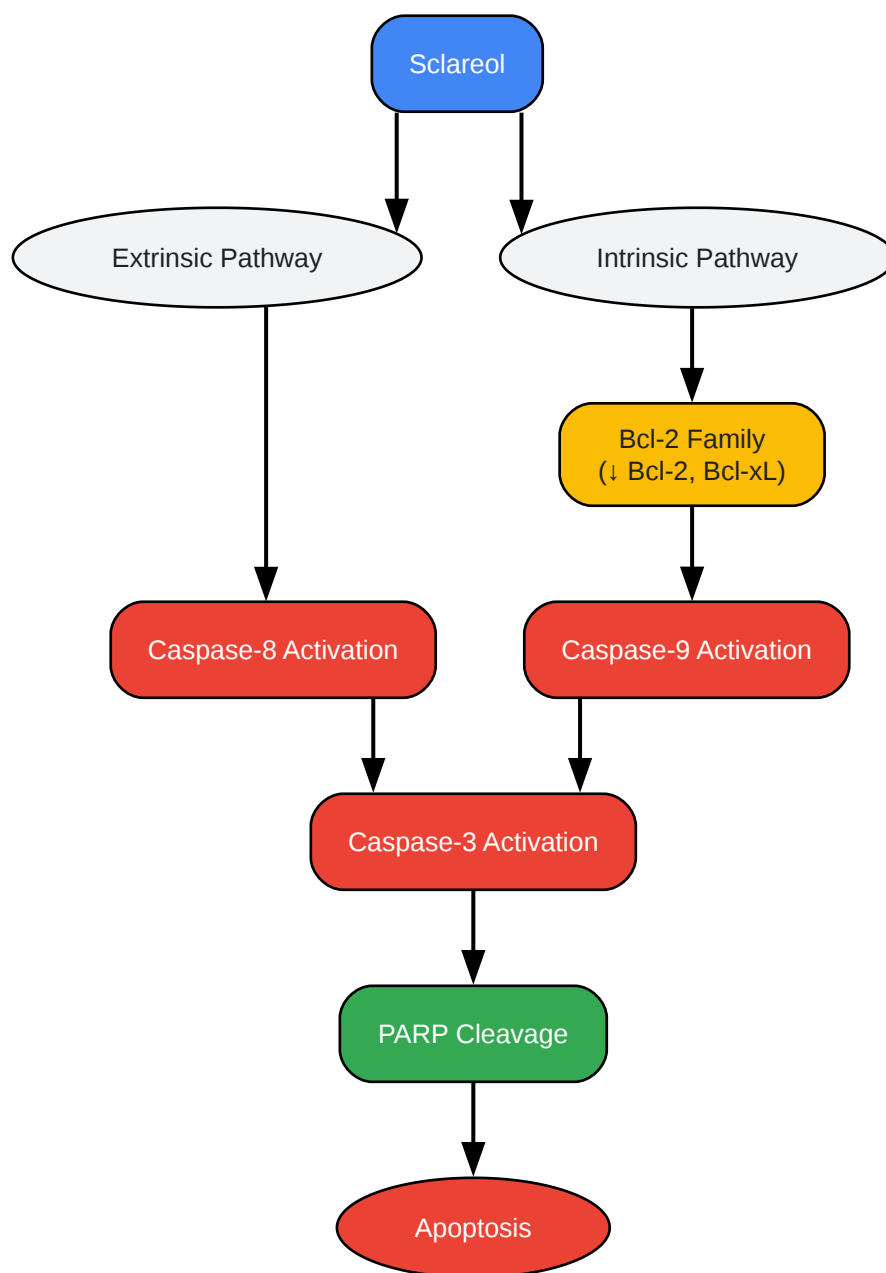 Sclareol
Extrinsic Pathway
Intrinsic Pathway
Bcl-2 Family
(↓ Bcl-2, Bcl-xL)
Caspase-8 Activation
Caspase-9 Activation
Caspase-3 Activation
PARP Cleavage
Apoptosis